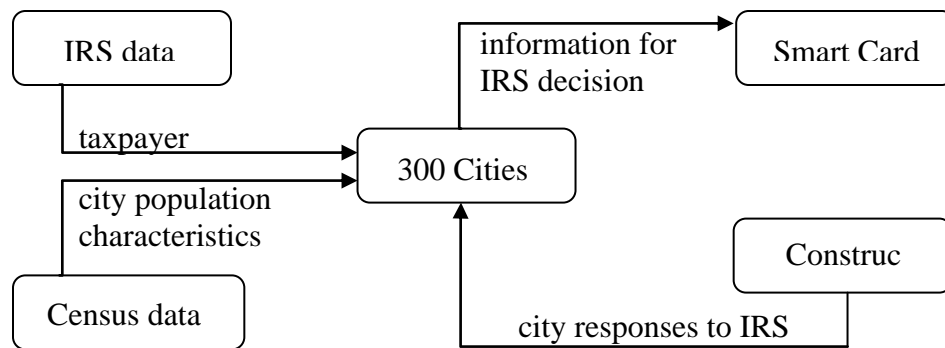 IRS data
information for
IRS decision
Smart Card
taxpayer
300 Cities
city population
characteristics
Construc
Census data
city responses to IRS